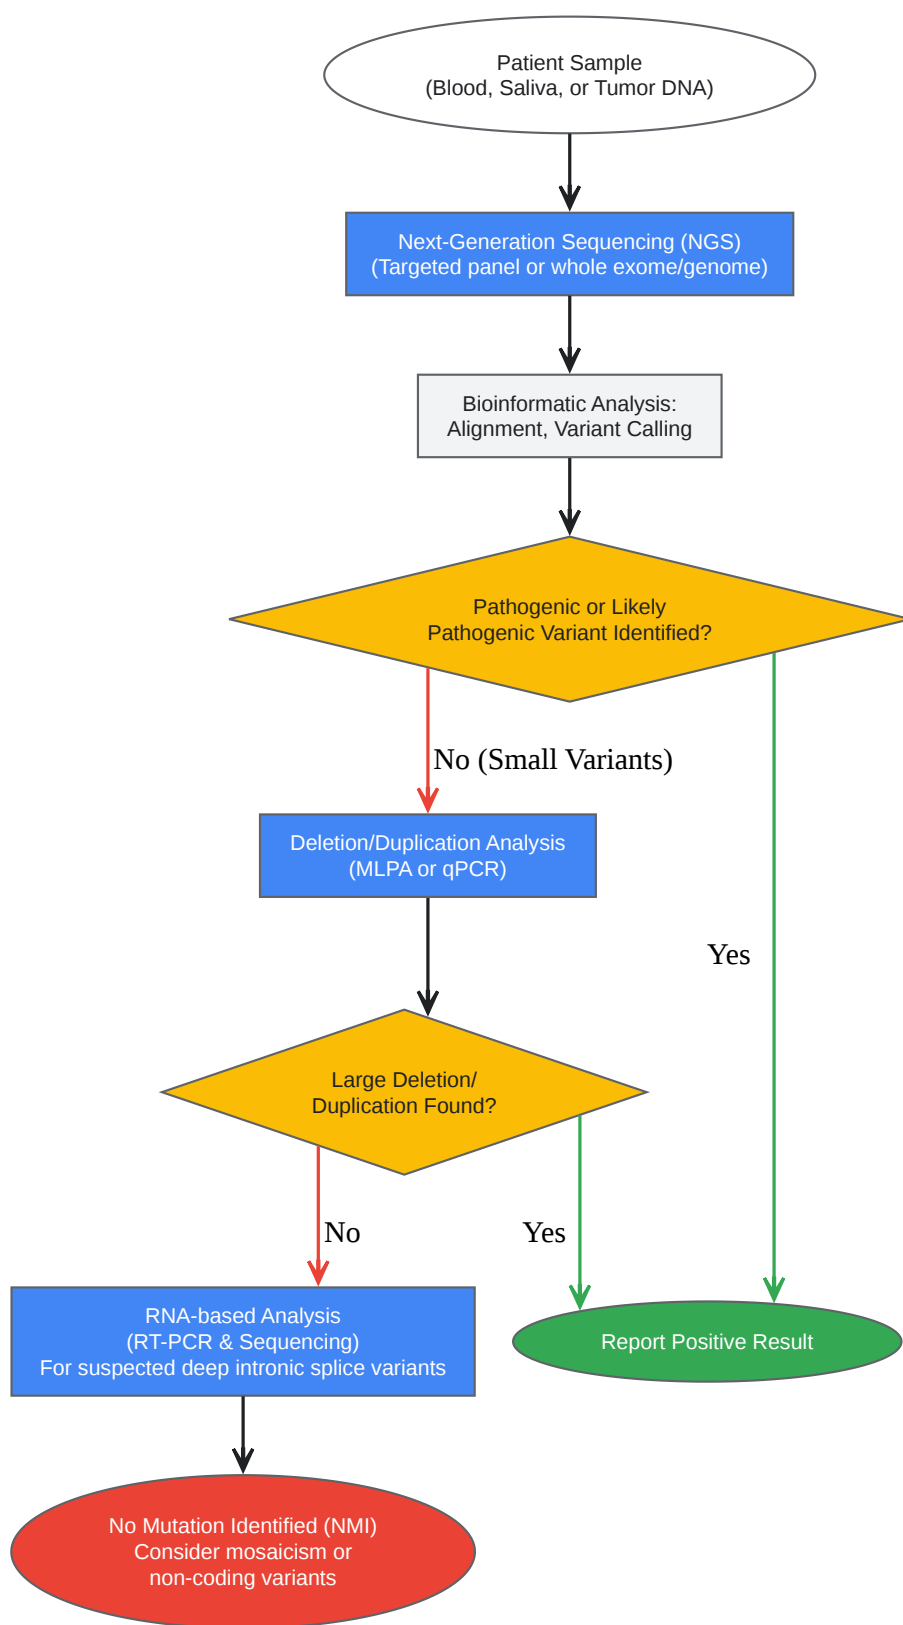 Patient Sample
(Blood, Saliva, or Tumor DNA)
Next-Generation Sequencing (NGS)
(Targeted panel or whole exome/genome)
Bioinformatic Analysis:
Alignment, Variant Calling
Pathogenic or Likely
Pathogenic Variant Identified?
No (Small Variants)
Deletion/Duplication Analysis
(MLPA or qPCR)
Yes
Large Deletion/
Duplication Found?
No
Yes
RNA-based Analysis
(RT-PCR & Sequencing)
For suspected deep intronic splice variants
Report Positive Result
No Mutation Identified (NMI)
Consider mosaicism or
non-coding variants